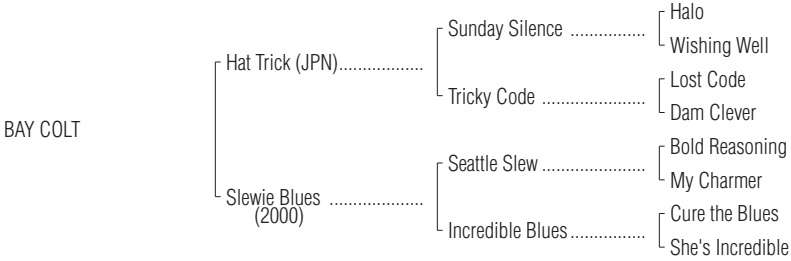 Halo
Sunday Silence ................
Wishing Well
Hat Trick (JPN)..................
Lost Code
Tricky Code ......................
Dam Clever
BAY COLT
Bold Reasoning
Seattle Slew ......................
My Charmer
Slewie Blues ....................
(2000)
Cure the Blues
Incredible Blues................
She's Incredible